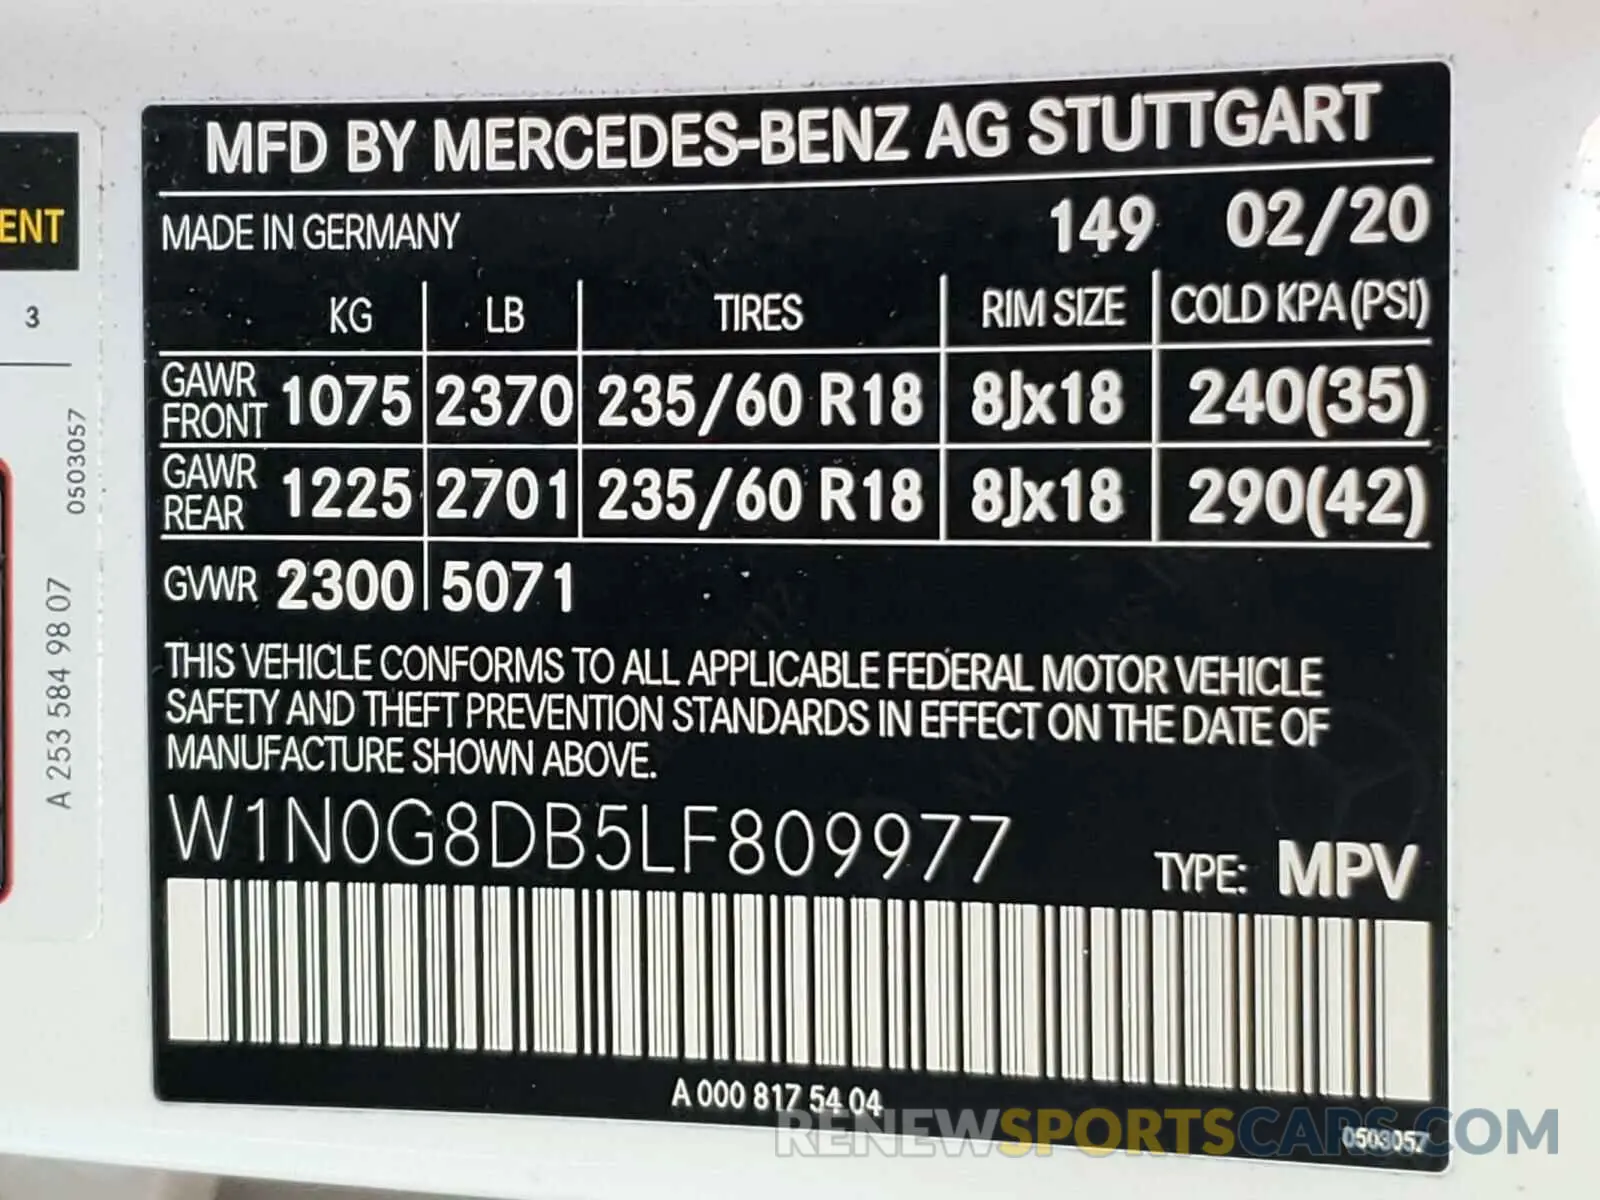 MFD BY MERCEDES-BENZ AG STUTTGART
MADE IN GERMANY 149 02/20
KG LB TIRES RIM SIZE COLD KPA (PSI)
GAWR FRONT 1075 2370 235/60 R18 8Jx18 240(35)
GAWR REAR 1225 2701 235/60 R18 8Jx18 290(42)
GVWR 2300 5071
THIS VEHICLE CONFORMS TO ALL APPLICABLE FEDERAL MOTOR VEHICLE
SAFETY AND THEFT PREVENTION STANDARDS IN EFFECT ON THE DATE OF
MANUFACTURE SHOWN ABOVE.
W1N0G8DB5LF809977
TYPE: MPV
A 000 817 54 04
0503057
RENEWSPORTSCARS.COM
ENT
3
0503057
A 253 584 98 07